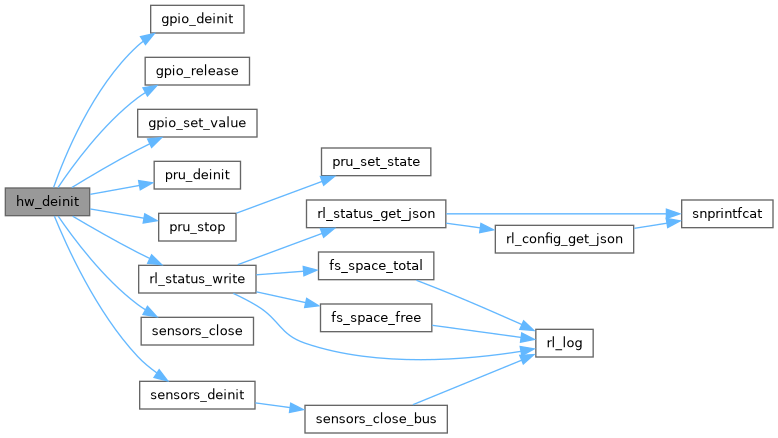 gpio_deinit
gpio_release
gpio_set_value
pru_set_state
pru_deinit
hw_deinit
rl_status_get_json
snprintfcat
pru_stop
rl_config_get_json
rl_status_write
fs_space_total
fs_space_free
sensors_close
rl_log
sensors_deinit
sensors_close_bus